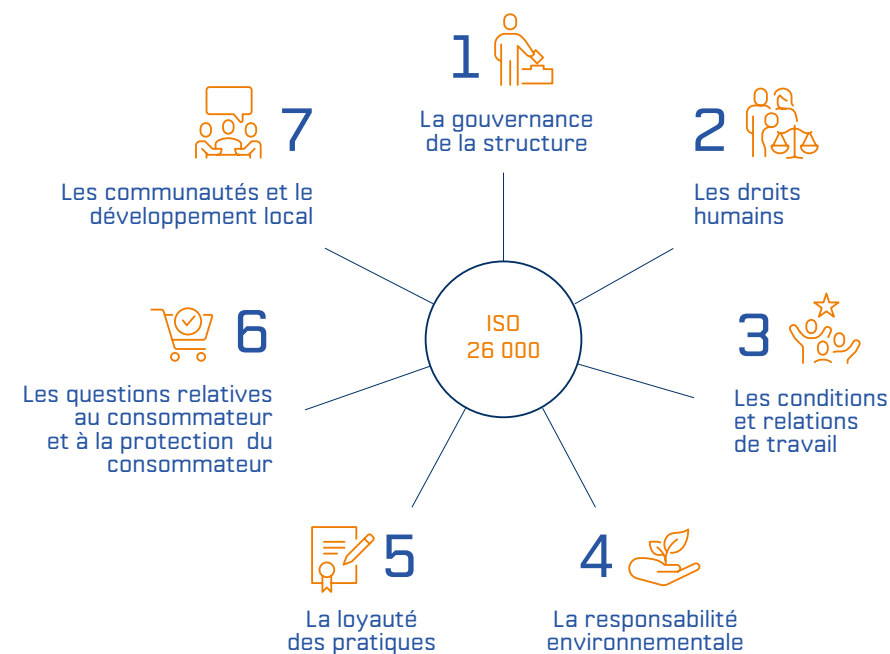 1
La gouvernance
de la structure
2
Les droits
humains
3
Les conditions
et relations
de travail
4
La responsabilité
environnementale
5
La loyauté
des pratiques
6
Les questions relatives
au consommateur
et à la protection du
consommateur
7
Les communautés et le
développement local
ISO
26 000